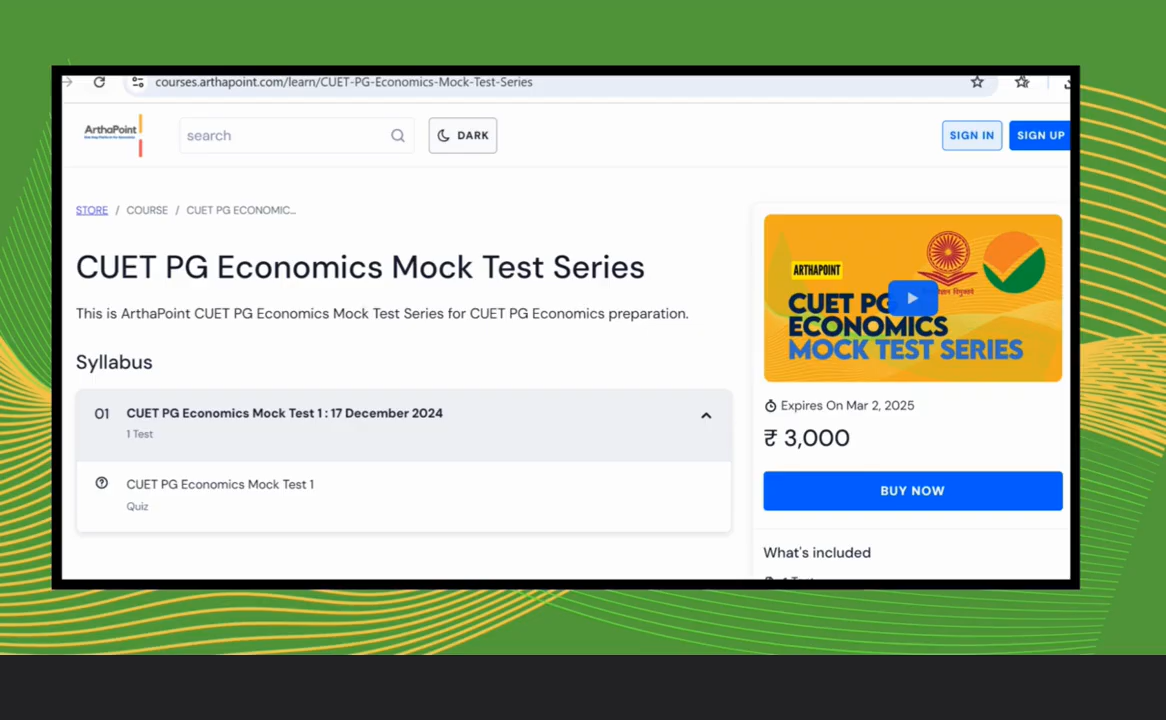 courses.arthapoint.com/learn/CUET-PG-Economics-Mock-Test-Series
ArthaPoint
search
DARK
SIGN IN
SIGN UP
STORE / COURSE / CUET PG ECONOMIC...
CUET PG Economics Mock Test Series
This is ArthaPoint CUET PG Economics Mock Test Series for CUET PG Economics preparation.
Syllabus
01 CUET PG Economics Mock Test 1 : 17 December 2024
1 Test
CUET PG Economics Mock Test 1
Quiz
ARTHAPOINT
CUET PG
ECONOMICS
MOCK TEST SERIES
Expires On Mar 2, 2025
₹ 3,000
BUY NOW
What's included